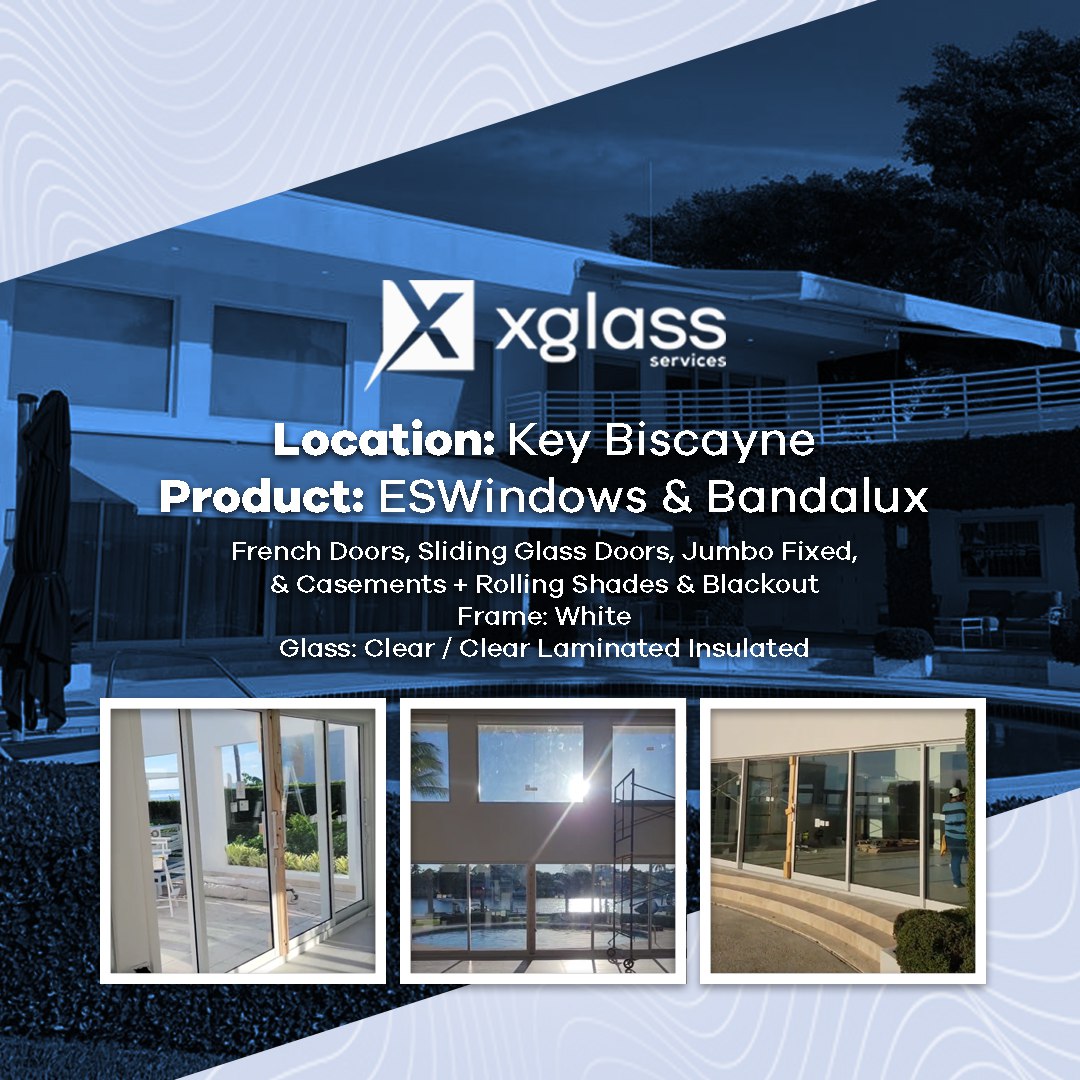 xglass
services
Location: Key Biscayne
Product: ESWindows & Bandalux
French Doors, Sliding Glass Doors, Jumbo Fixed,
& Casements + Rolling Shades & Blackout
Frame: White
Glass: Clear / Clear Laminated Insulated